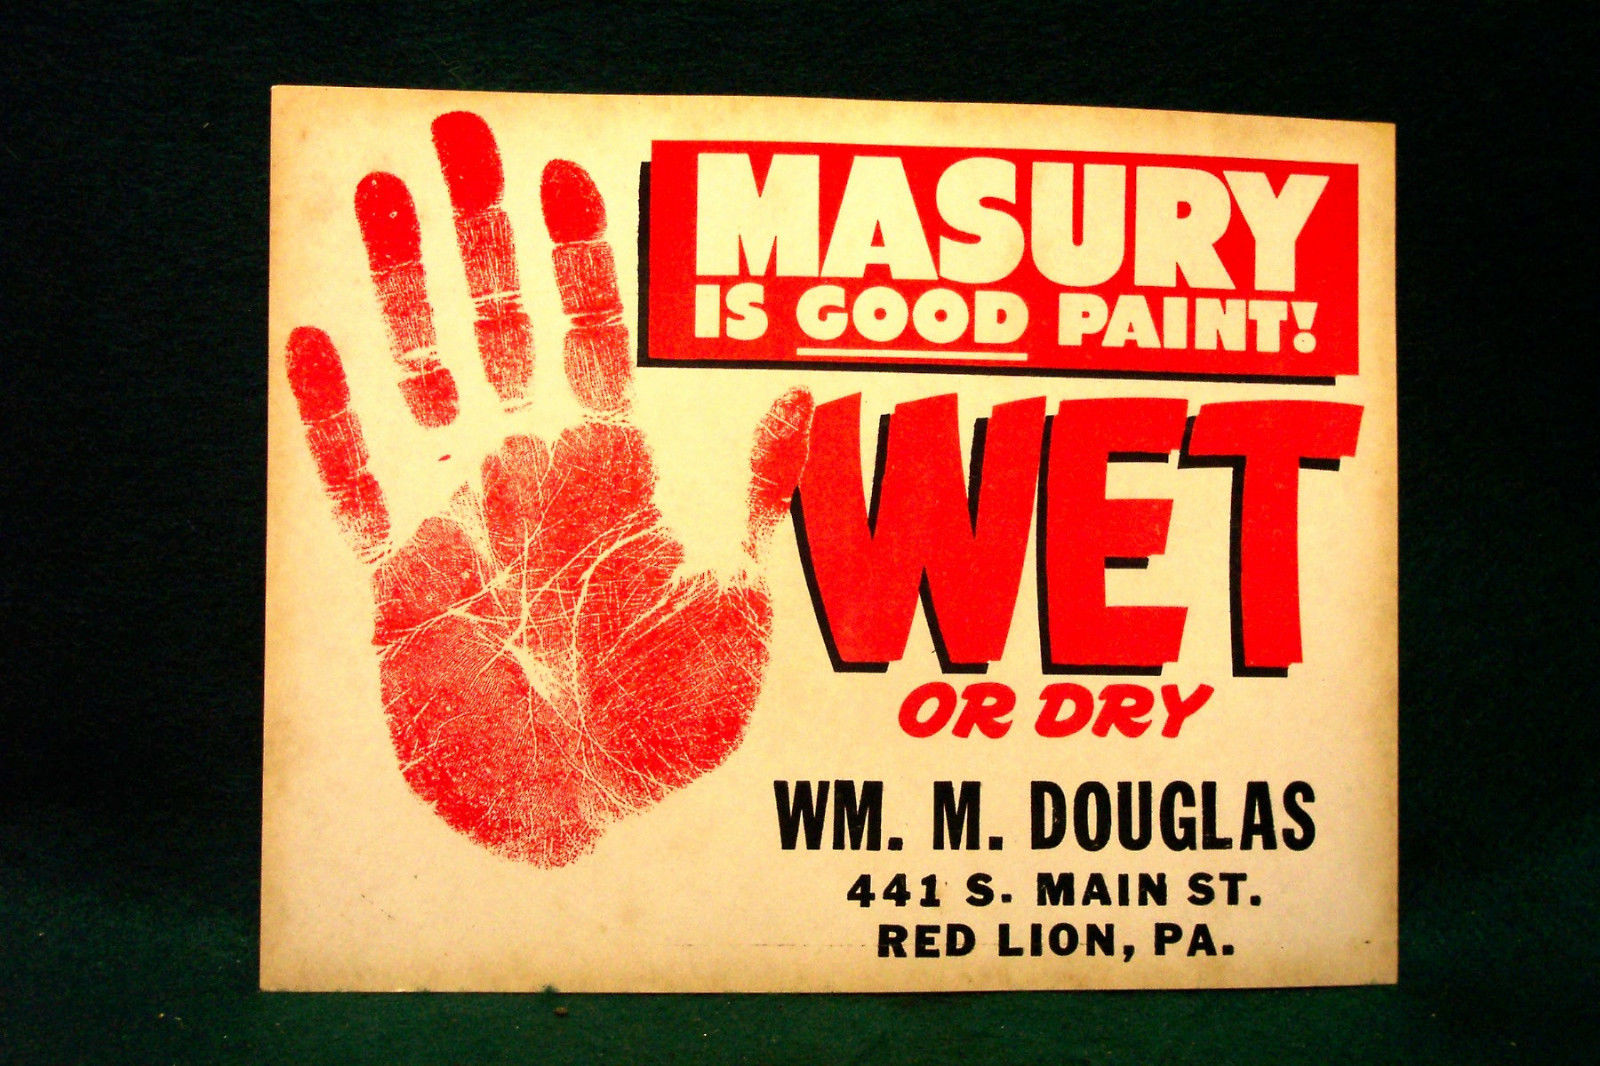 MASURY
IS GOOD PAINT!
WET
OR DRY
WM. M. DOUGLAS
441 S. MAIN ST.
RED LION, PA.